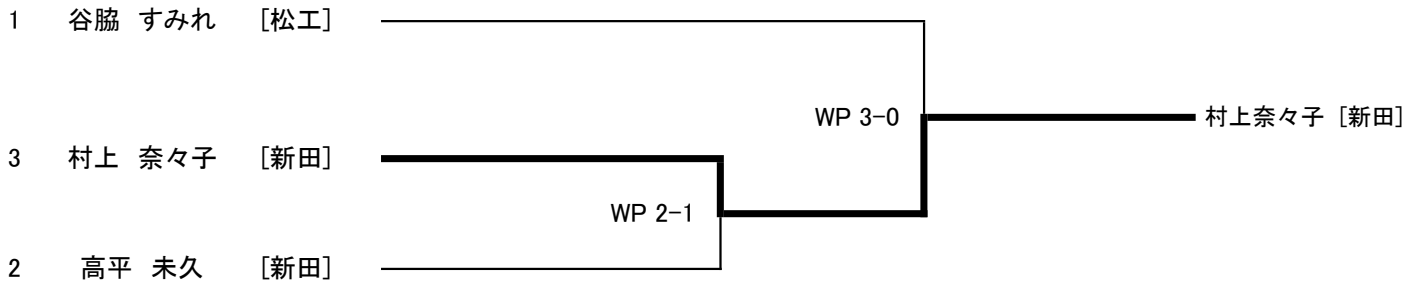 1 谷脇 すみれ [松工]
WP 3-0
村上奈々子 [新田]
3 村上 奈々子 [新田]
WP 2-1
2 高平 未久 [新田]